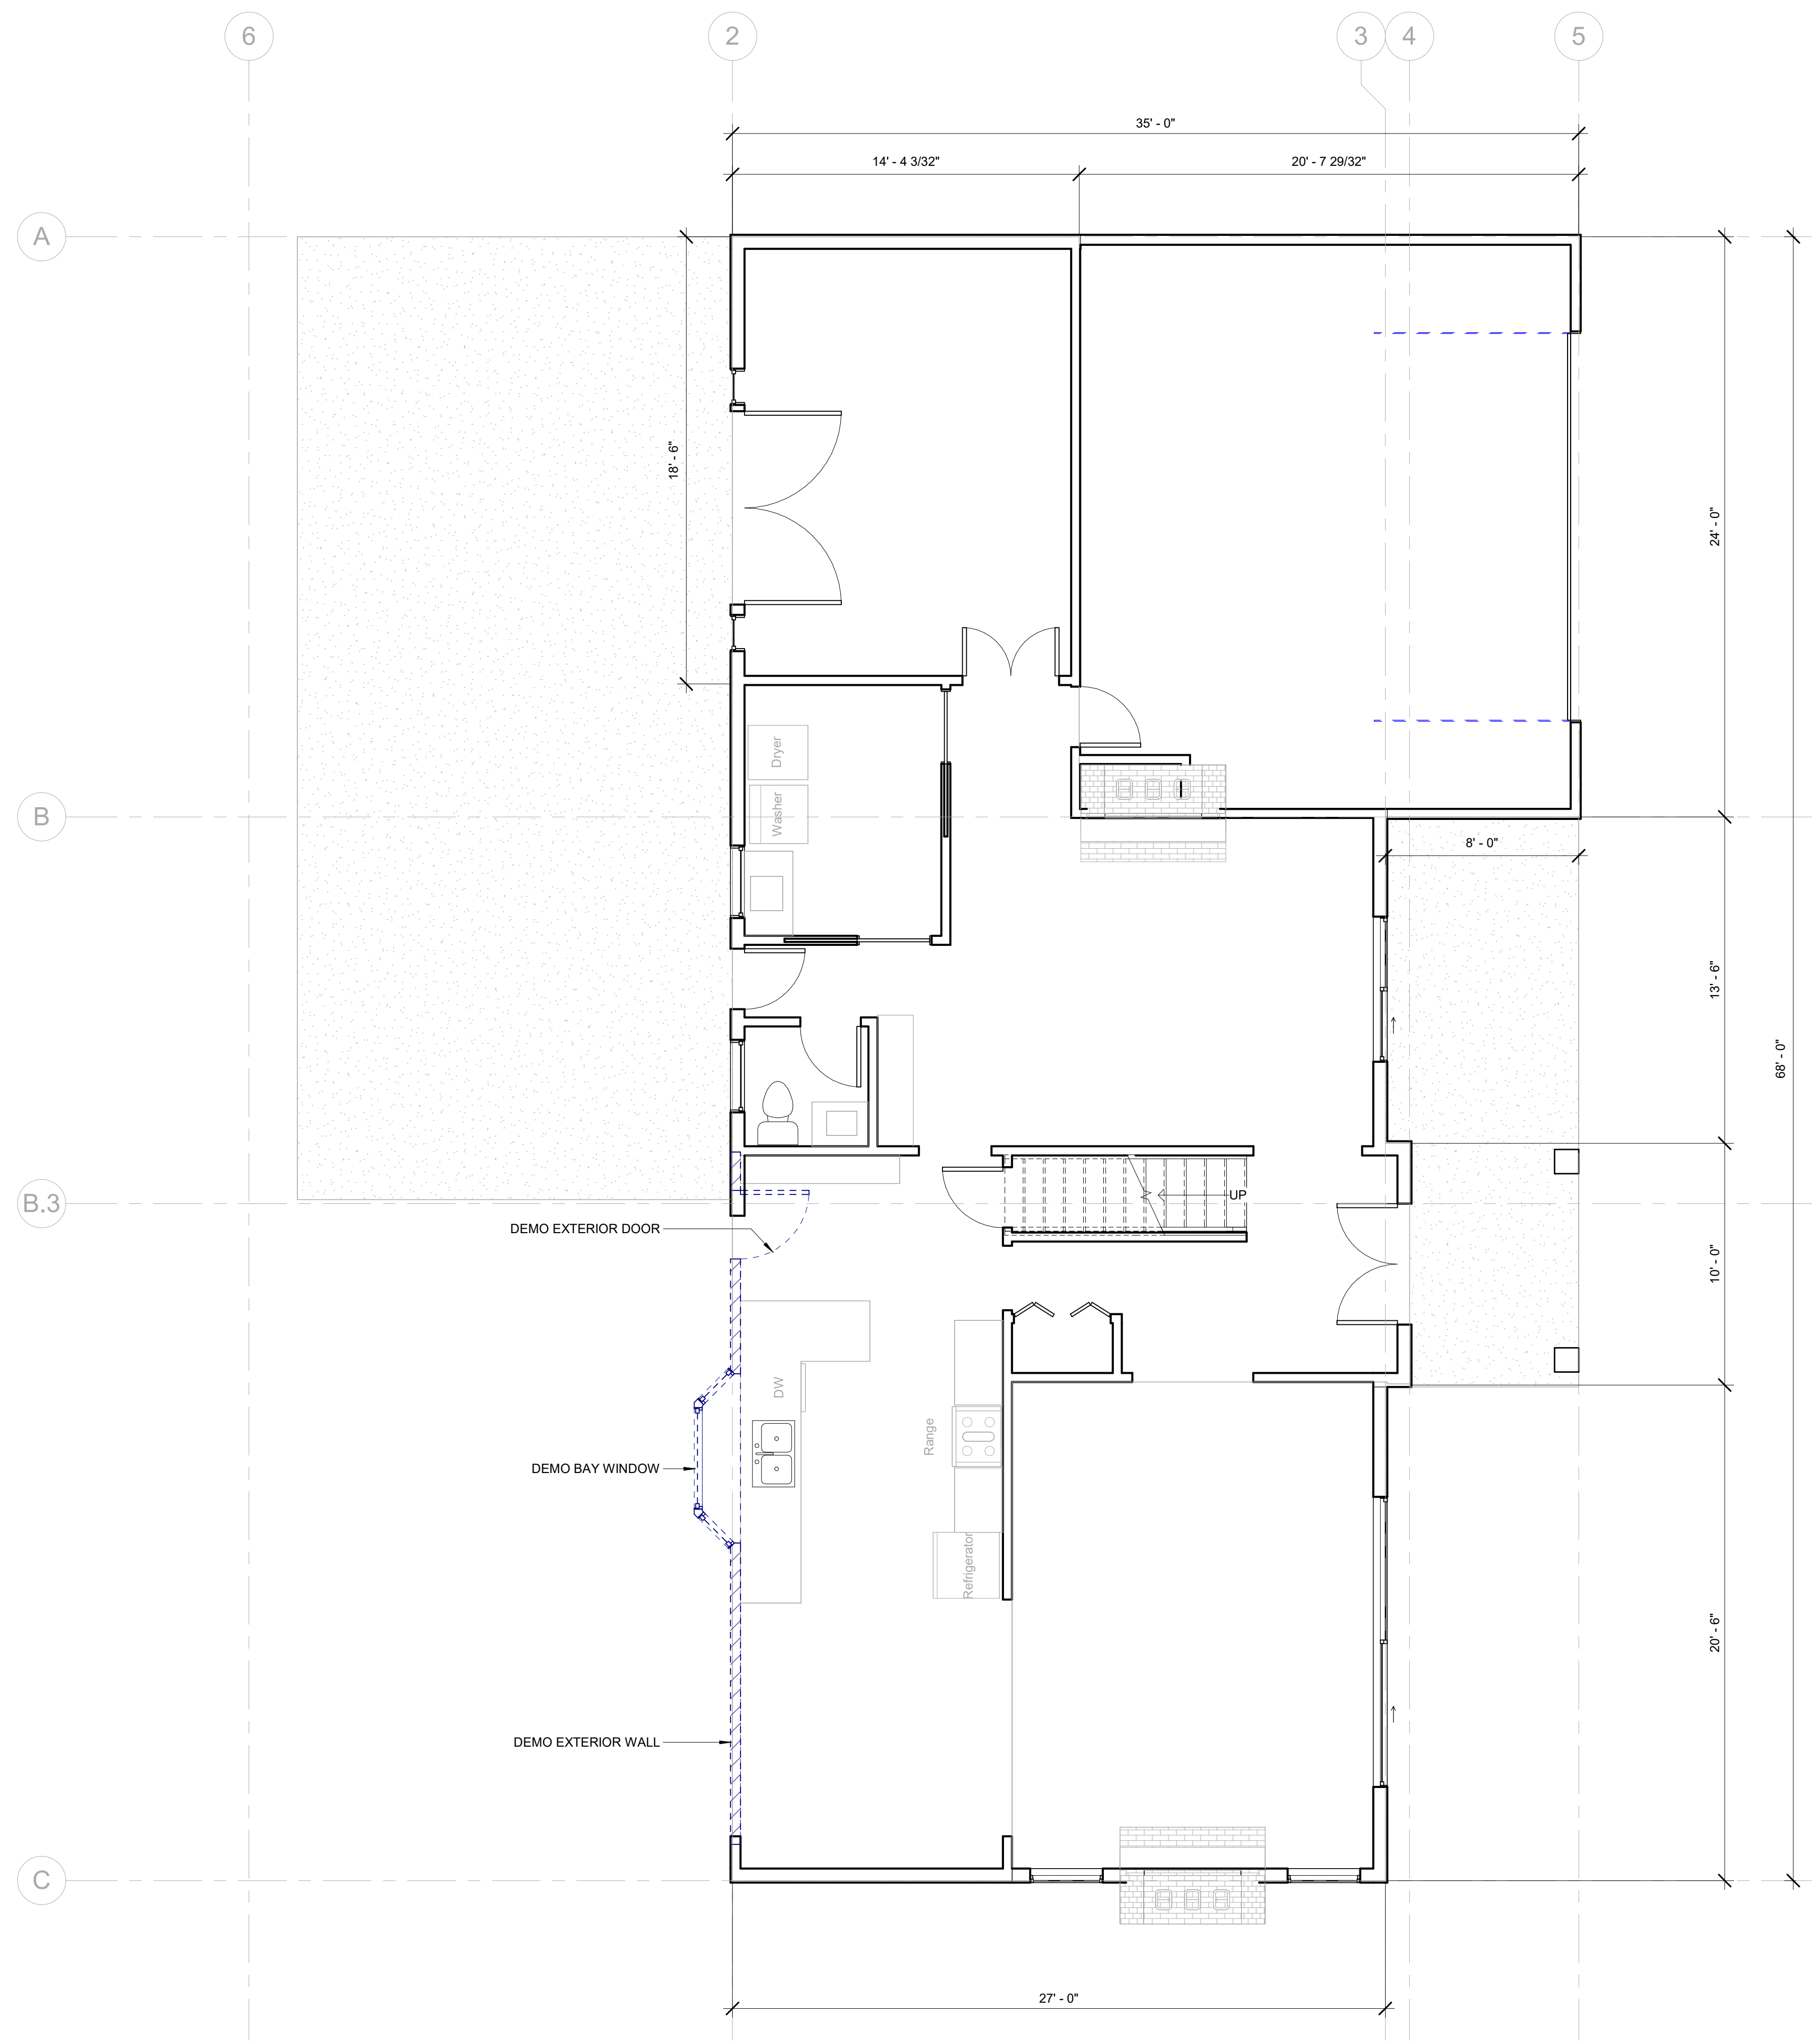 6
2
3
4
5
35' - 0"
14' - 4 3/32"
20' - 7 29/32"
A
18' - 6"
24' - 0"
Dryer
Washer
B
8' - 0"
13' - 6"
68' - 0"
UP
B.3
DEMO EXTERIOR DOOR
10' - 0"
DW
Range
DEMO BAY WINDOW
Refrigerator
20' - 6"
DEMO EXTERIOR WALL
C
27' - 0"